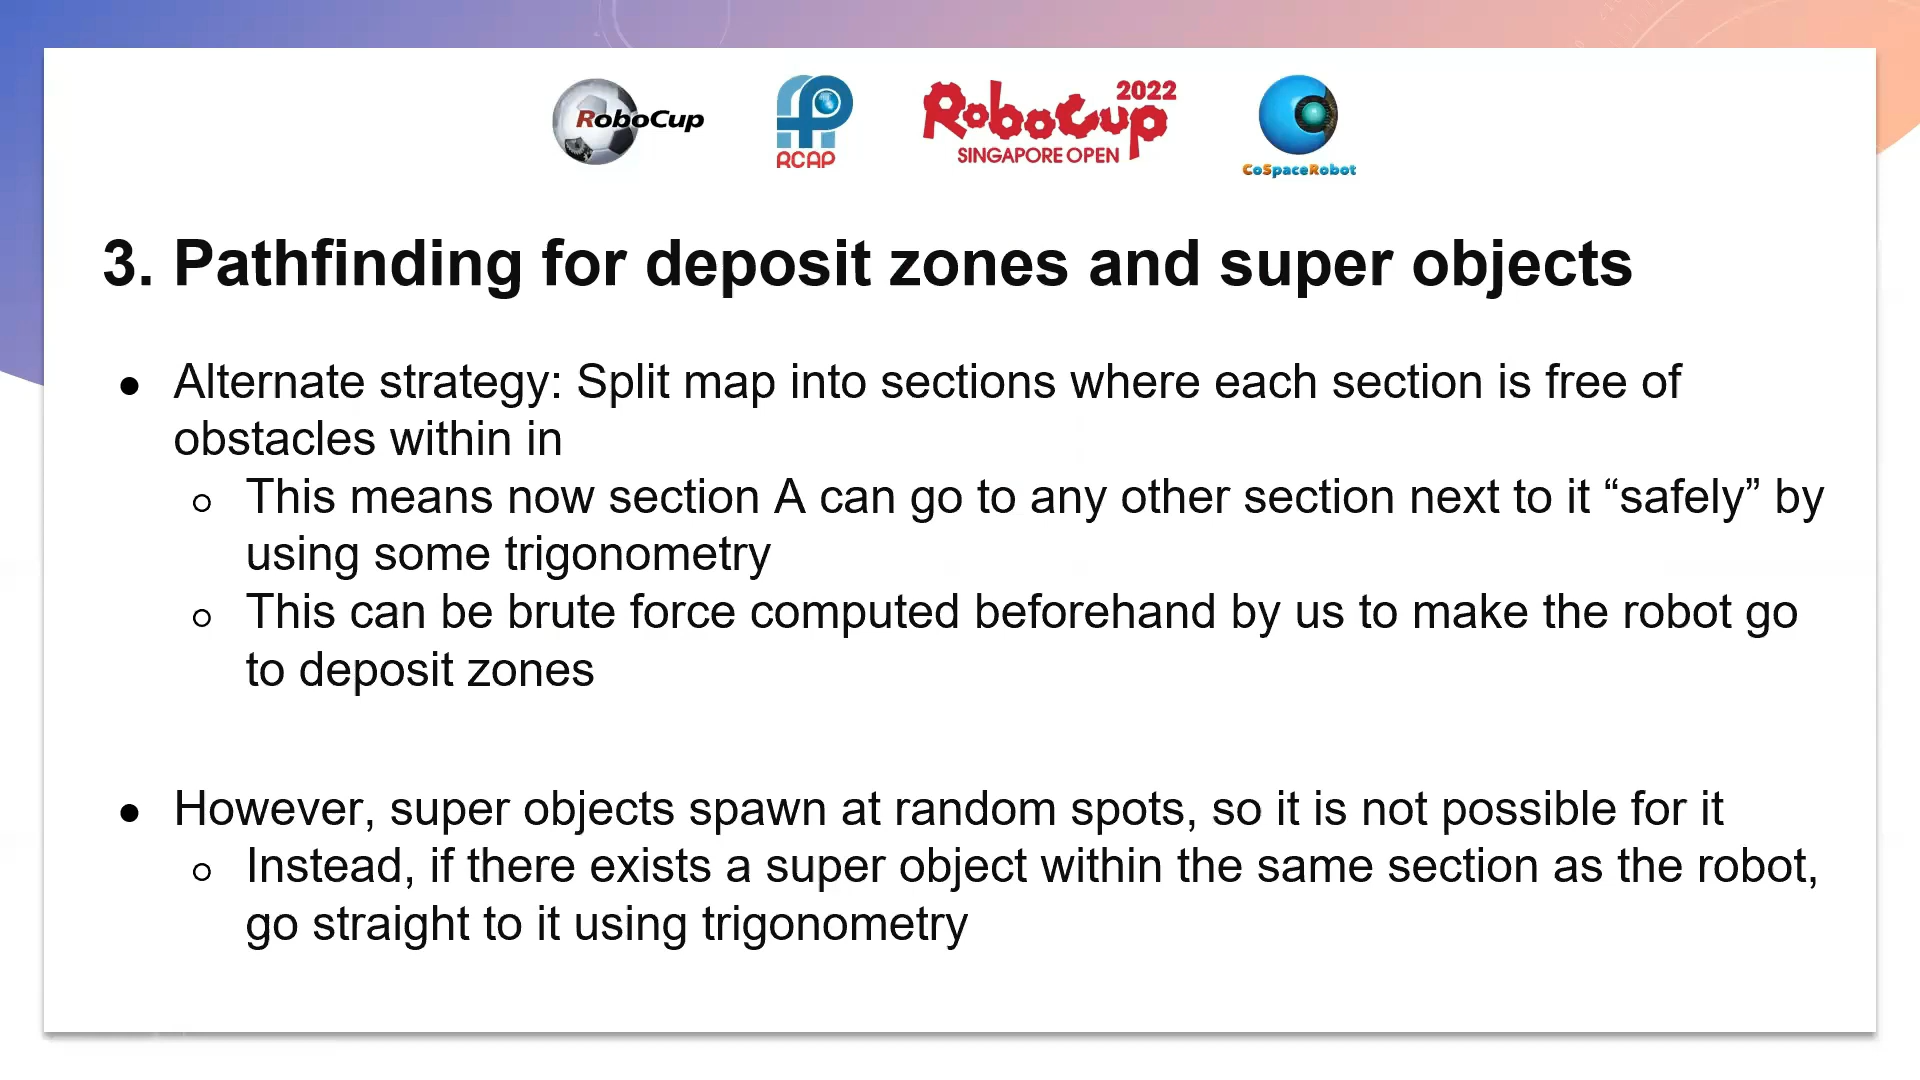 RoboCup
RCAP
RoboCup 2022
SINGAPORE OPEN
CoSpaceRobot
3. Pathfinding for deposit zones and super objects
● Alternate strategy: Split map into sections where each section is free of
obstacles within in
○ This means now section A can go to any other section next to it “safely” by
using some trigonometry
○ This can be brute force computed beforehand by us to make the robot go
to deposit zones
● However, super objects spawn at random spots, so it is not possible for it
○ Instead, if there exists a super object within the same section as the robot,
go straight to it using trigonometry